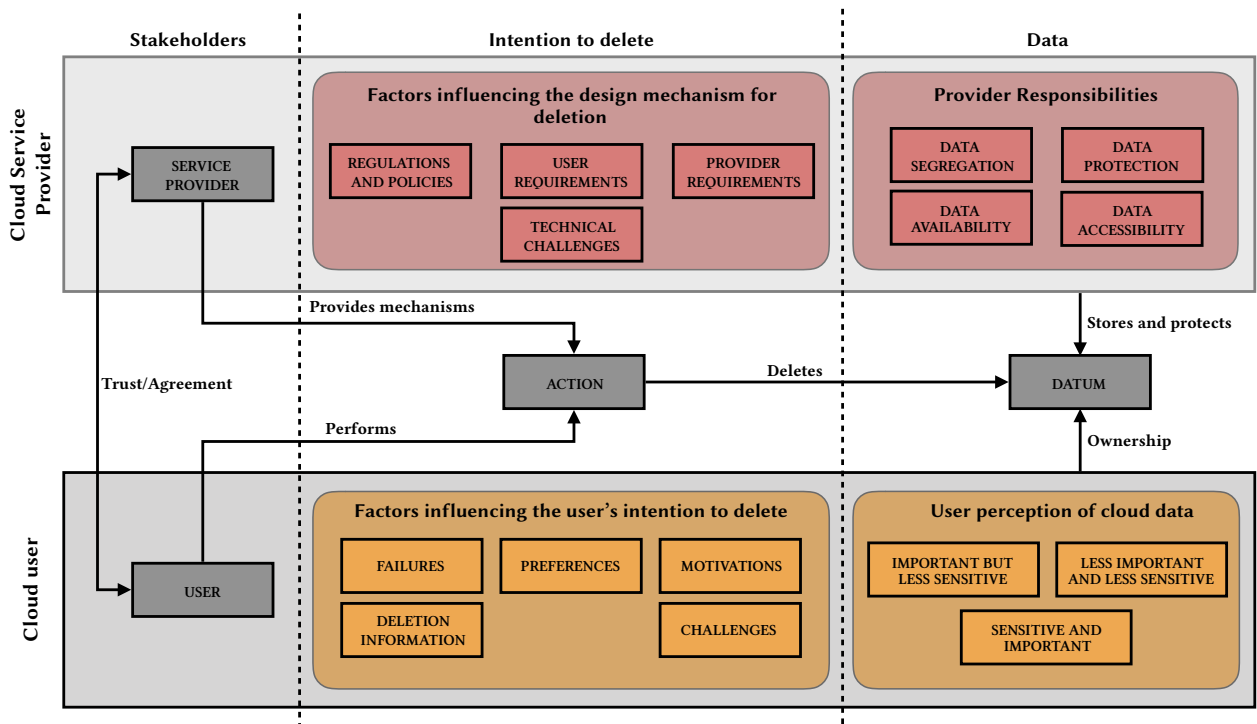 Stakeholders
Intention to delete
Data
Cloud Service
Provider
SERVICE
PROVIDER
Factors influencing the design mechanism for
deletion
REGULATIONS
AND POLICIES
USER
REQUIREMENTS
PROVIDER
REQUIREMENTS
TECHNICAL
CHALLENGES
Provider Responsibilities
DATA
SEGREGATION
DATA
PROTECTION
DATA
AVAILABILITY
DATA
ACCESSIBILITY
Provides mechanisms
Stores and protects
Trust/Agreement
ACTION
Deletes
DATUM
Performs
Ownership
Cloud user
USER
Factors influencing the user's intention to delete
FAILURES
PREFERENCES
MOTIVATIONS
DELETION
INFORMATION
CHALLENGES
User perception of cloud data
IMPORTANT BUT
LESS SENSITIVE
LESS IMPORTANT
AND LESS SENSITIVE
SENSITIVE AND
IMPORTANT